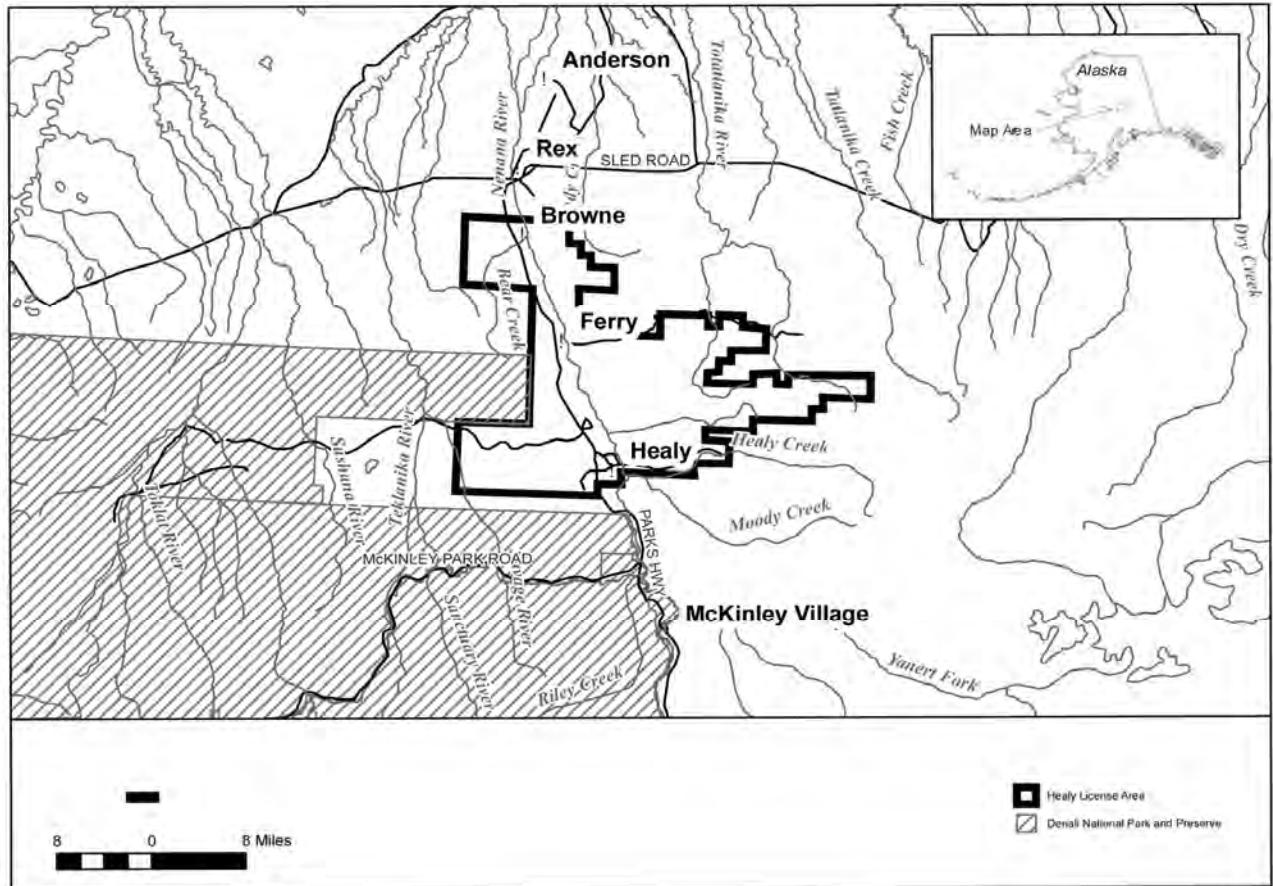 Anderson
Alaska
Map Area
Nenana River
Totatlanika River
Tatlanika Creek
Fish Creek
Dry Creek
Rex
SLED ROAD
Browne
Bear Creek
Ferry
Healy
Healy Creek
Moody Creek
Toklat River
Sashuna River
Teklanika River
McKINLEY PARK ROAD
PARKS HWY
McKinley Village
Sanctuary River
River
Riley Creek
Yanert Fork
8 0 8 Miles
Healy License Area
Denali National Park and Preserve